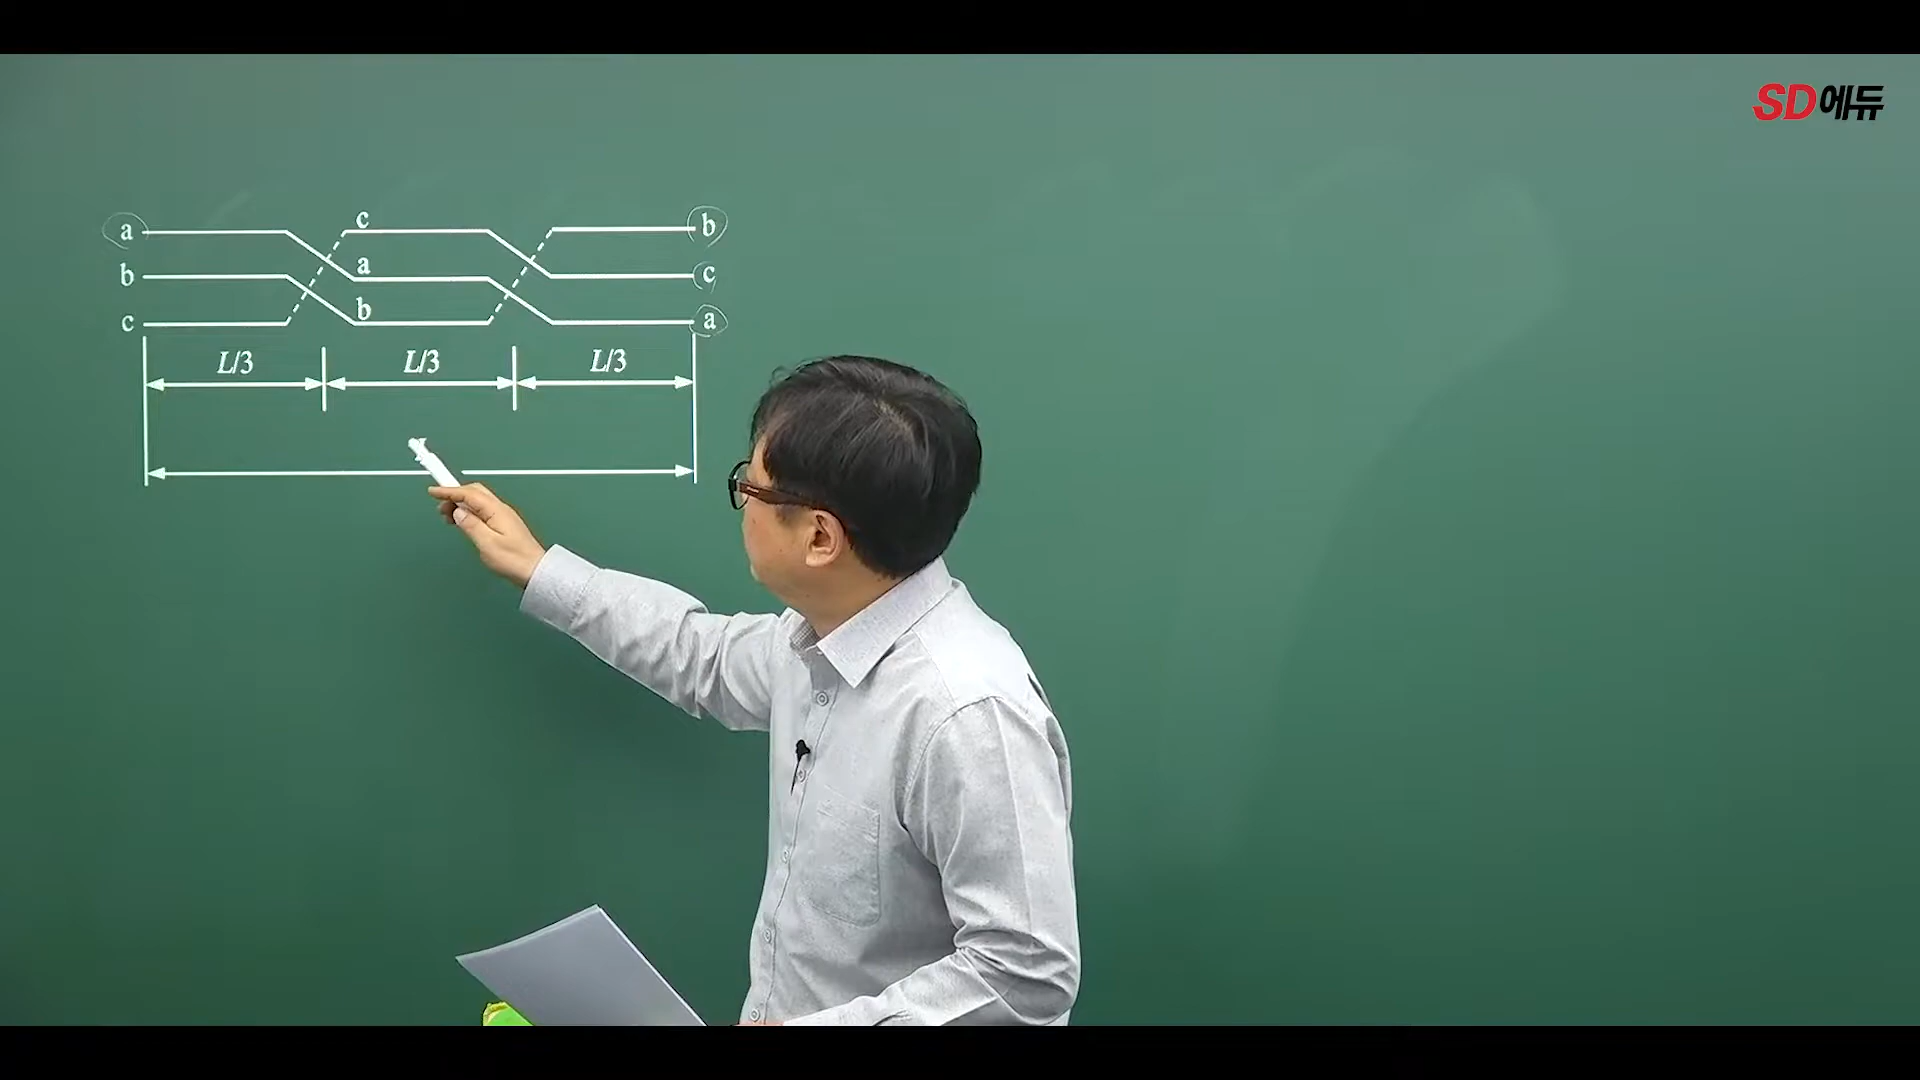 SD에듀
a c b
b a c
c b a
L/3 L/3 L/3